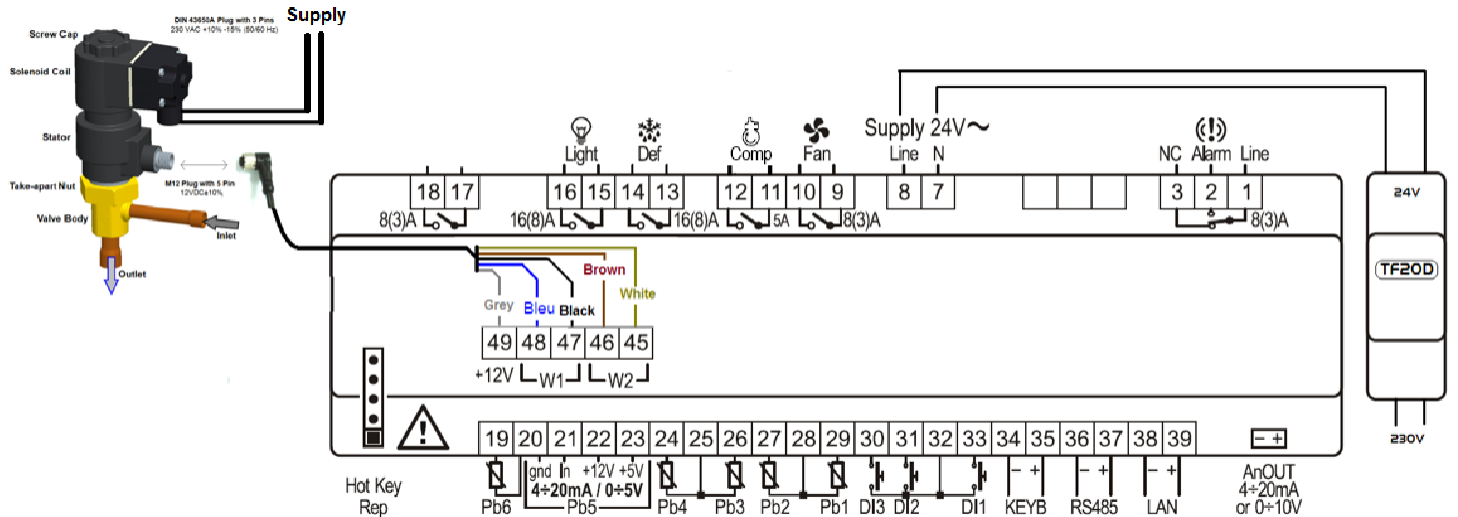 DIN 43650A Plug with 3 Pins
230 VAC +10% -15% (50/60 Hz)
Supply
Screw Cap
Solenoid Coil
Stator
M12 Plug with 5 Pin
12VDC±10%
Take-apart Nut
Valve Body
Inlet
Outlet
Light
Def
Comp
Fan
Supply 24V~
Line N
NC Alarm Line
18 17
16 15 14 13
12 11 10 9
8 7
3 2 1
8(3)A
16(8)A
16(8)A
5A
8(3)A
8(3)A
24V
TF20D
230V
Brown
White
Grey
Bleu
Black
49 48 47 46 45
+12V W1 W2
19 20 21 22 23 24 25 26 27 28 29 30 31 32 33 34 35 36 37 38 39
- +
gnd In +12V +5V
4÷20mA / 0÷5V
- + - + - +
Pb6 Pb5 Pb4 Pb3 Pb2 Pb1 DI3 DI2 DI1 KEYB RS485 LAN
Hot Key
Rep
AnOUT
4÷20mA
or 0÷10V